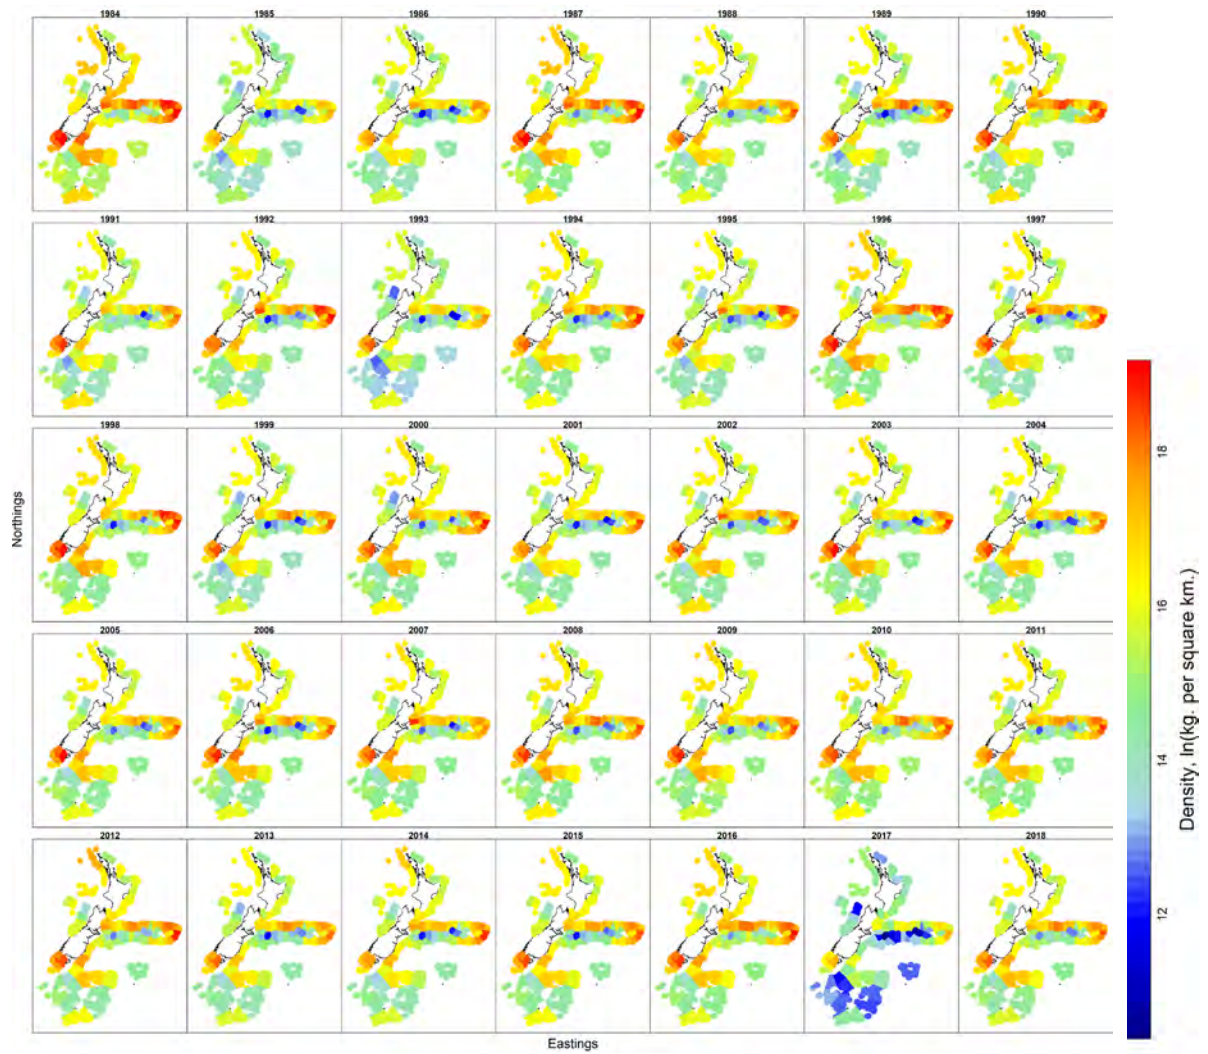 1984 1985 1986 1987 1988 1989 1990
1991 1992 1993 1994 1995 1996 1997
1998 1999 2000 2001 2002 2003 2004
2005 2006 2007 2008 2009 2010 2011
2012 2013 2014 2015 2016 2017 2018
Northings
Eastings
18
16
14
12
Density, ln(kg. per square km.)